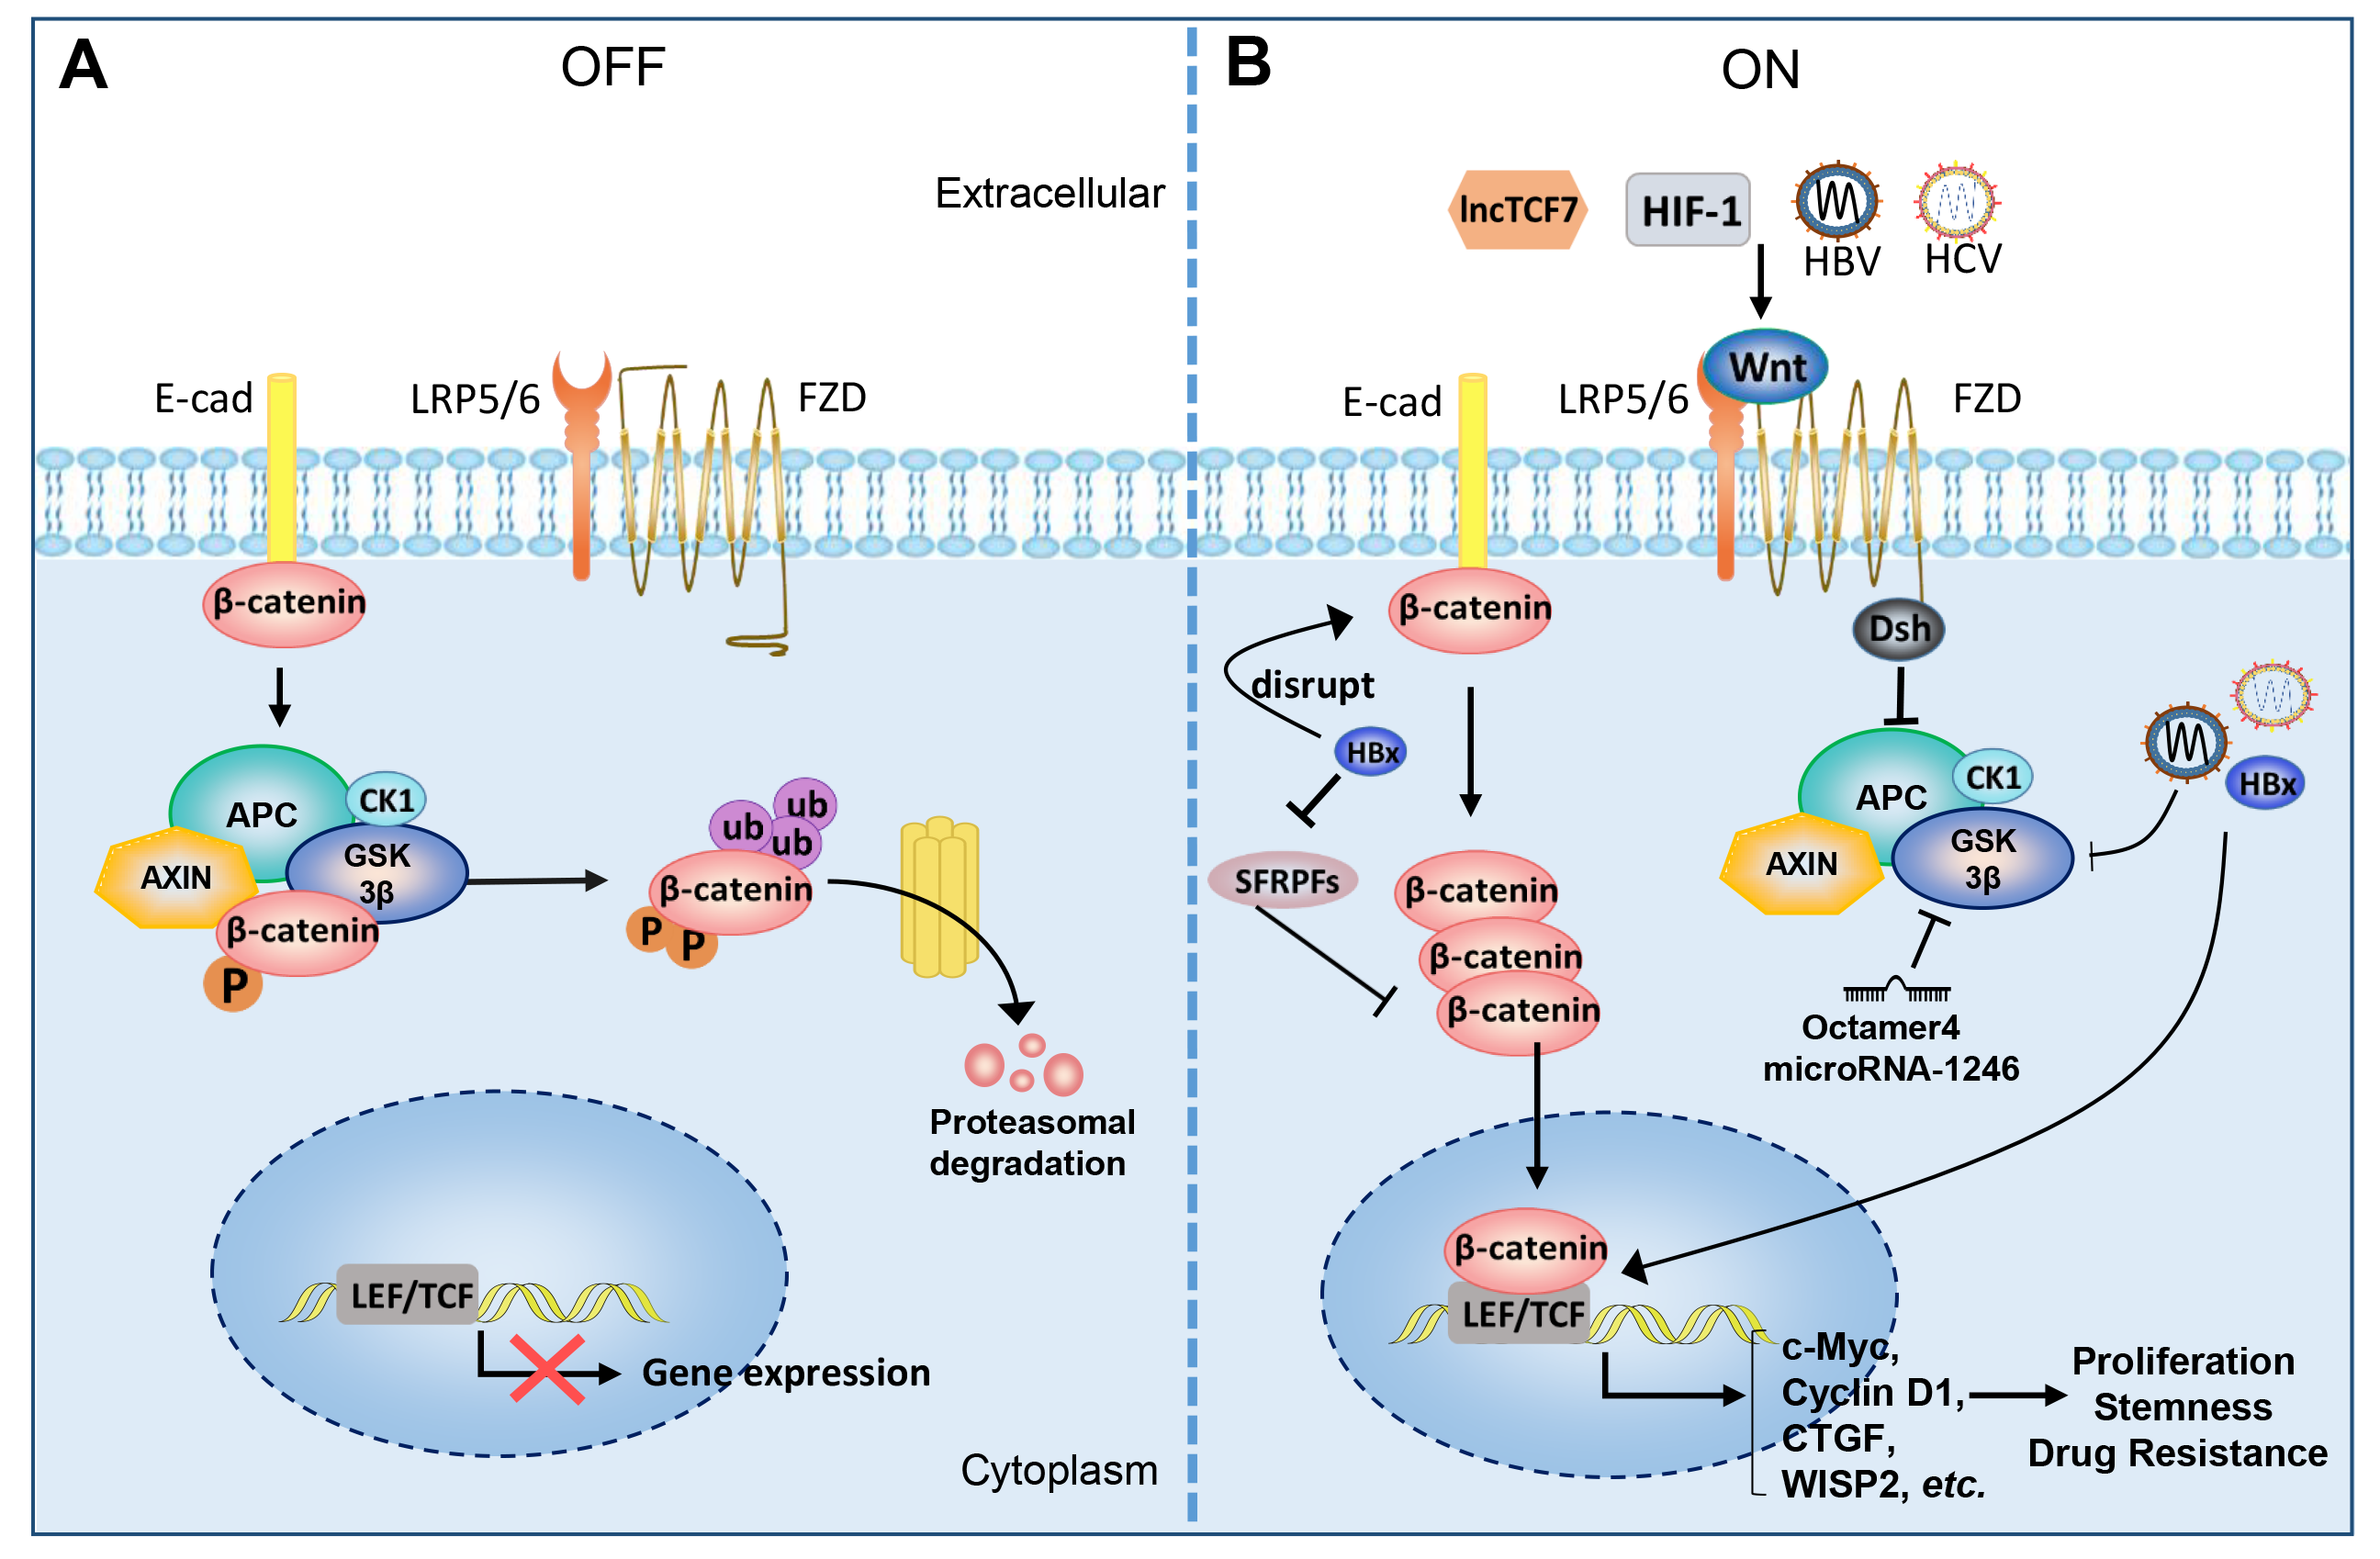 A
OFF
Extracellular
E-cad
LRP5/6
FZD
β-catenin
APC
CK1
AXIN
GSK
3β
β-catenin
P
ub
ub
ub
β-catenin
P
P
Proteasomal
degradation
LEF/TCF
Gene expression
Cytoplasm
B
ON
lncTCF7
HIF-1
HBV
HCV
Wnt
E-cad
LRP5/6
FZD
β-catenin
Dsh
disrupt
HBx
SFRPFs
β-catenin
β-catenin
β-catenin
APC
CK1
AXIN
GSK
3β
HBx
Octamer4
microRNA-1246
β-catenin
LEF/TCF
c-Myc,
Cyclin D1,
CTGF,
WISP2, etc.
Proliferation
Stemness
Drug Resistance